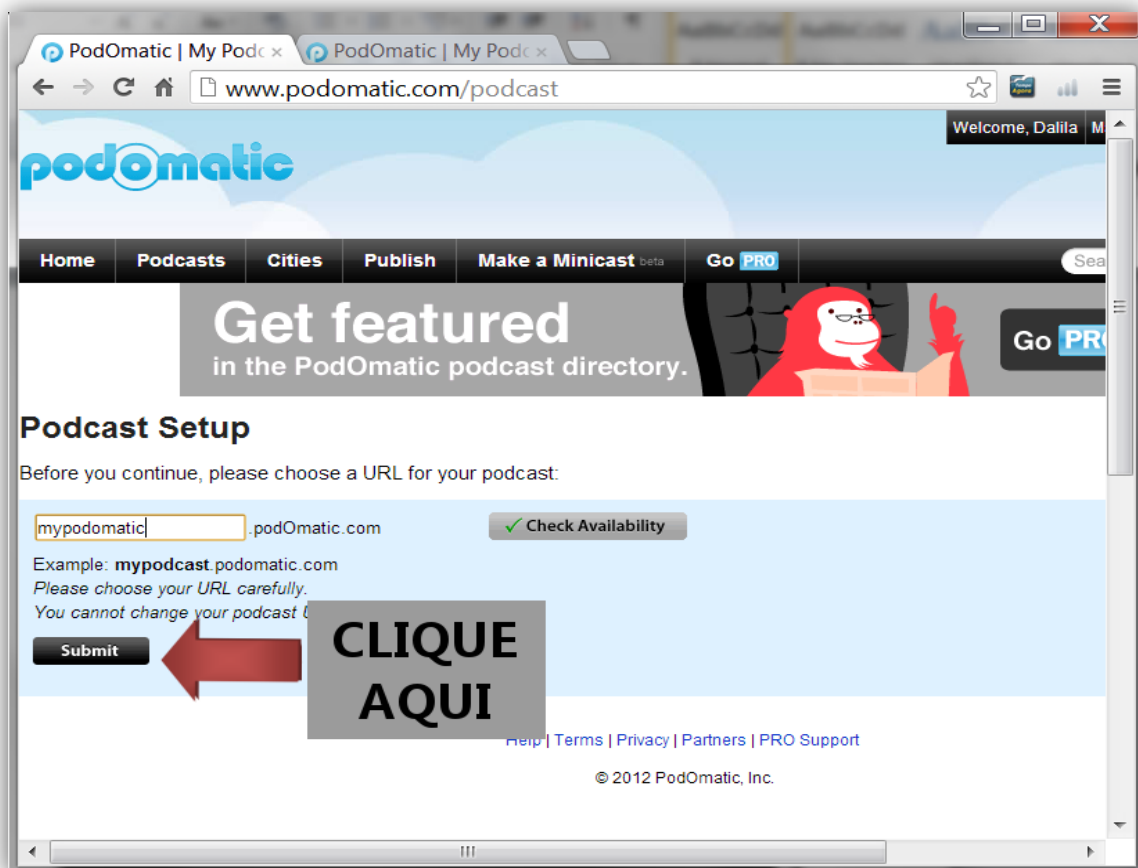 PodOmatic | My Podc
PodOmatic | My Podc
www.podomatic.com/podcast
Welcome, Dalila
podomatic
Home Podcasts Cities Publish Make a Minicast beta Go PRO Sea
Get featured
in the PodOmatic podcast directory.
Go PRO
Podcast Setup
Before you continue, please choose a URL for your podcast:
mypodomatic .podOmatic.com Check Availability
Example: mypodcast.podomatic.com
Please choose your URL carefully.
You cannot change your podcast
Submit
CLIQUE
AQUI
Help | Terms | Privacy | Partners | PRO Support
© 2012 PodOmatic, Inc.